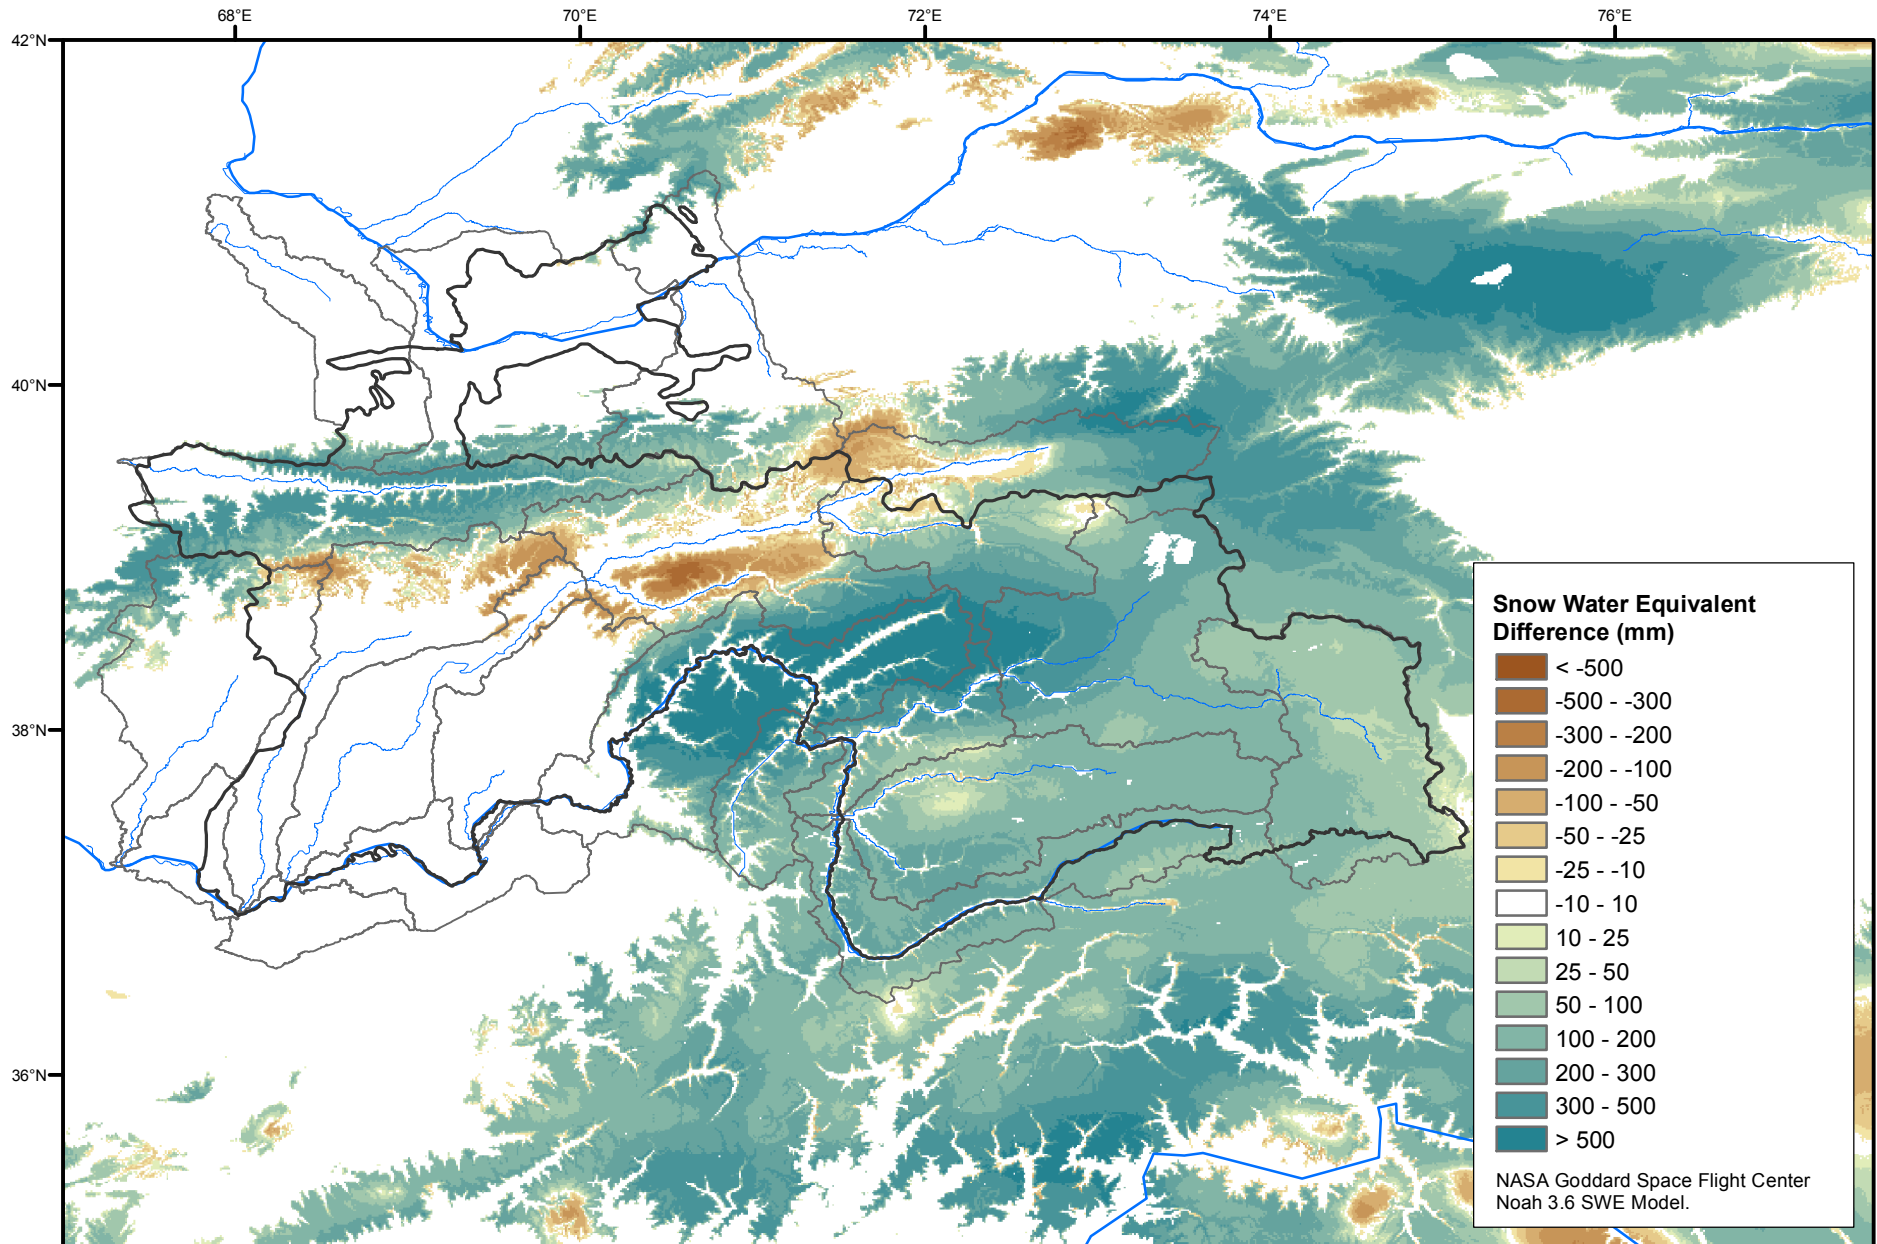 68°E 70°E 72°E 74°E 76°E
42°N
40°N
38°N
36°N
Snow Water Equivalent
Difference (mm)
< -500
-500 - -300
-300 - -200
-200 - -100
-100 - -50
-50 - -25
-25 - -10
-10 - 10
10 - 25
25 - 50
50 - 100
100 - 200
200 - 300
300 - 500
> 500
NASA Goddard Space Flight Center
Noah 3.6 SWE Model.